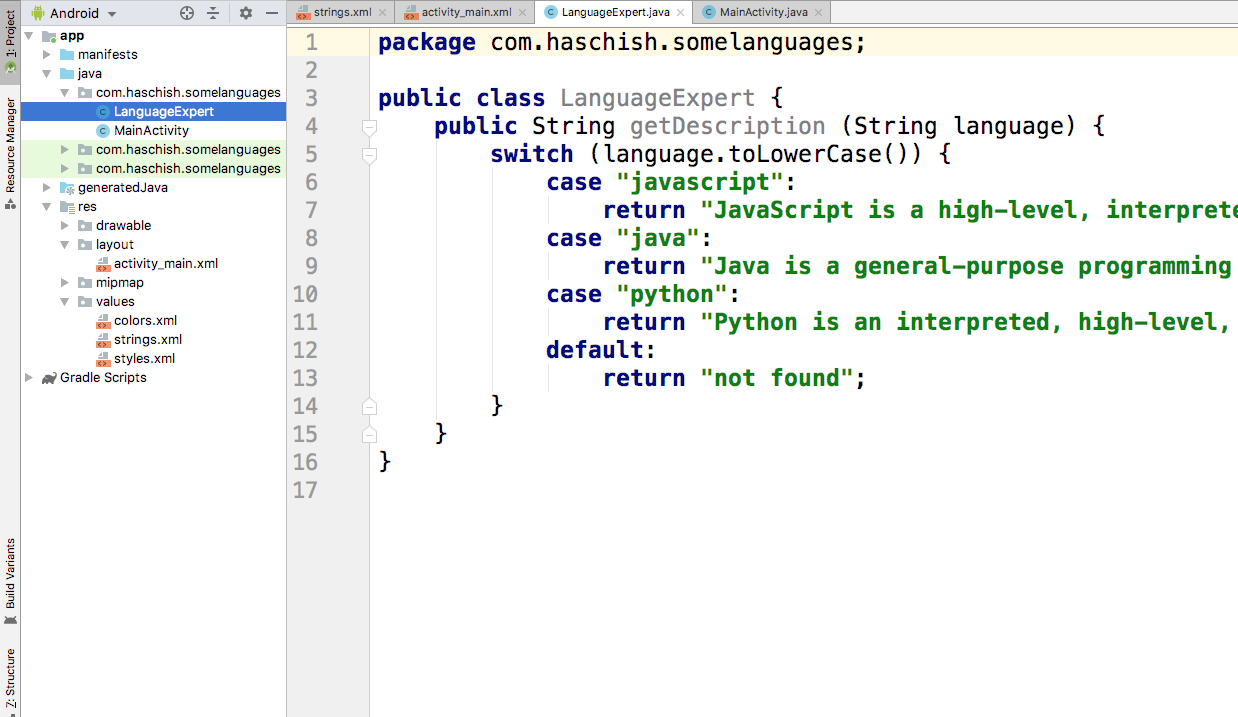 Android
strings.xml
activity_main.xml
LanguageExpert.java
MainActivity.java
1: Project
Resource Manager
Build Variants
Z: Structure
app
manifests
java
com.haschish.somelanguages
LanguageExpert
MainActivity
com.haschish.somelanguages
com.haschish.somelanguages
generatedJava
res
drawable
layout
activity_main.xml
mipmap
values
colors.xml
strings.xml
styles.xml
Gradle Scripts
1 package com.haschish.somelanguages;
2
3 public class LanguageExpert {
4 public String getDescription (String language) {
5 switch (language.toLowerCase()) {
6 case "javascript":
7 return "JavaScript is a high-level, interprete
8 case "java":
9 return "Java is a general-purpose programming
10 case "python":
11 return "Python is an interpreted, high-level,
12 default:
13 return "not found";
14 }
15 }
16 }
17